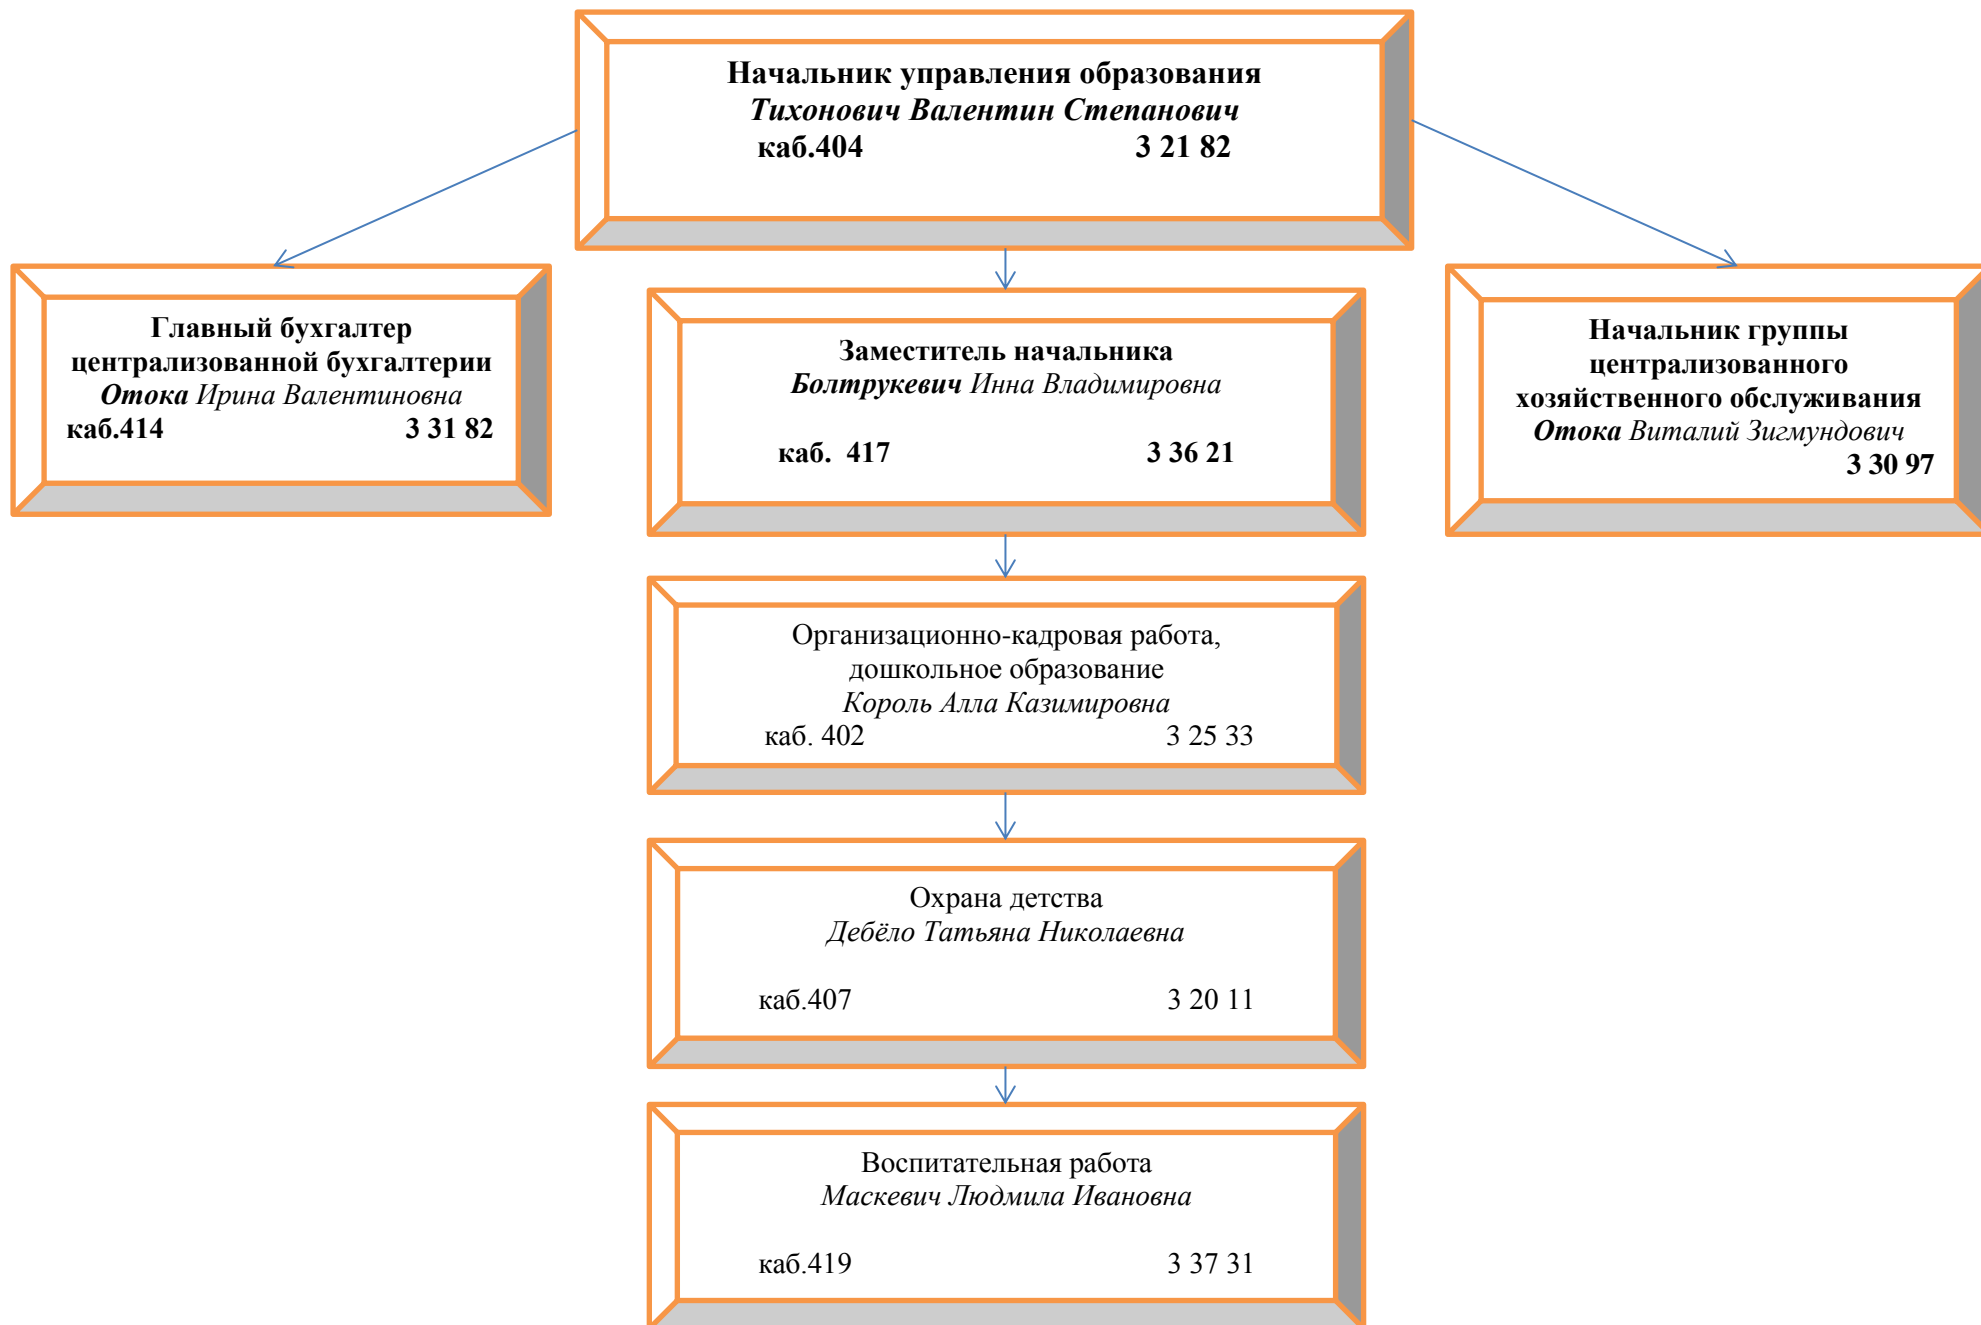 Начальник управления образования
Тихонович Валентин Степанович
каб.404 3 21 82
Главный бухгалтер
централизованной бухгалтерии
Отока Ирина Валентиновна
каб.414 3 31 82
Заместитель начальника
Болтрукевич Инна Владимировна
каб. 417 3 36 21
Начальник группы
централизованного
хозяйственного обслуживания
Отока Виталий Зигмундович
3 30 97
Организационно-кадровая работа,
дошкольное образование
Король Алла Казимировна
каб. 402 3 25 33
Охрана детства
Дебёло Татьяна Николаевна
каб.407 3 20 11
Воспитательная работа
Маскевич Людмила Ивановна
каб.419 3 37 31